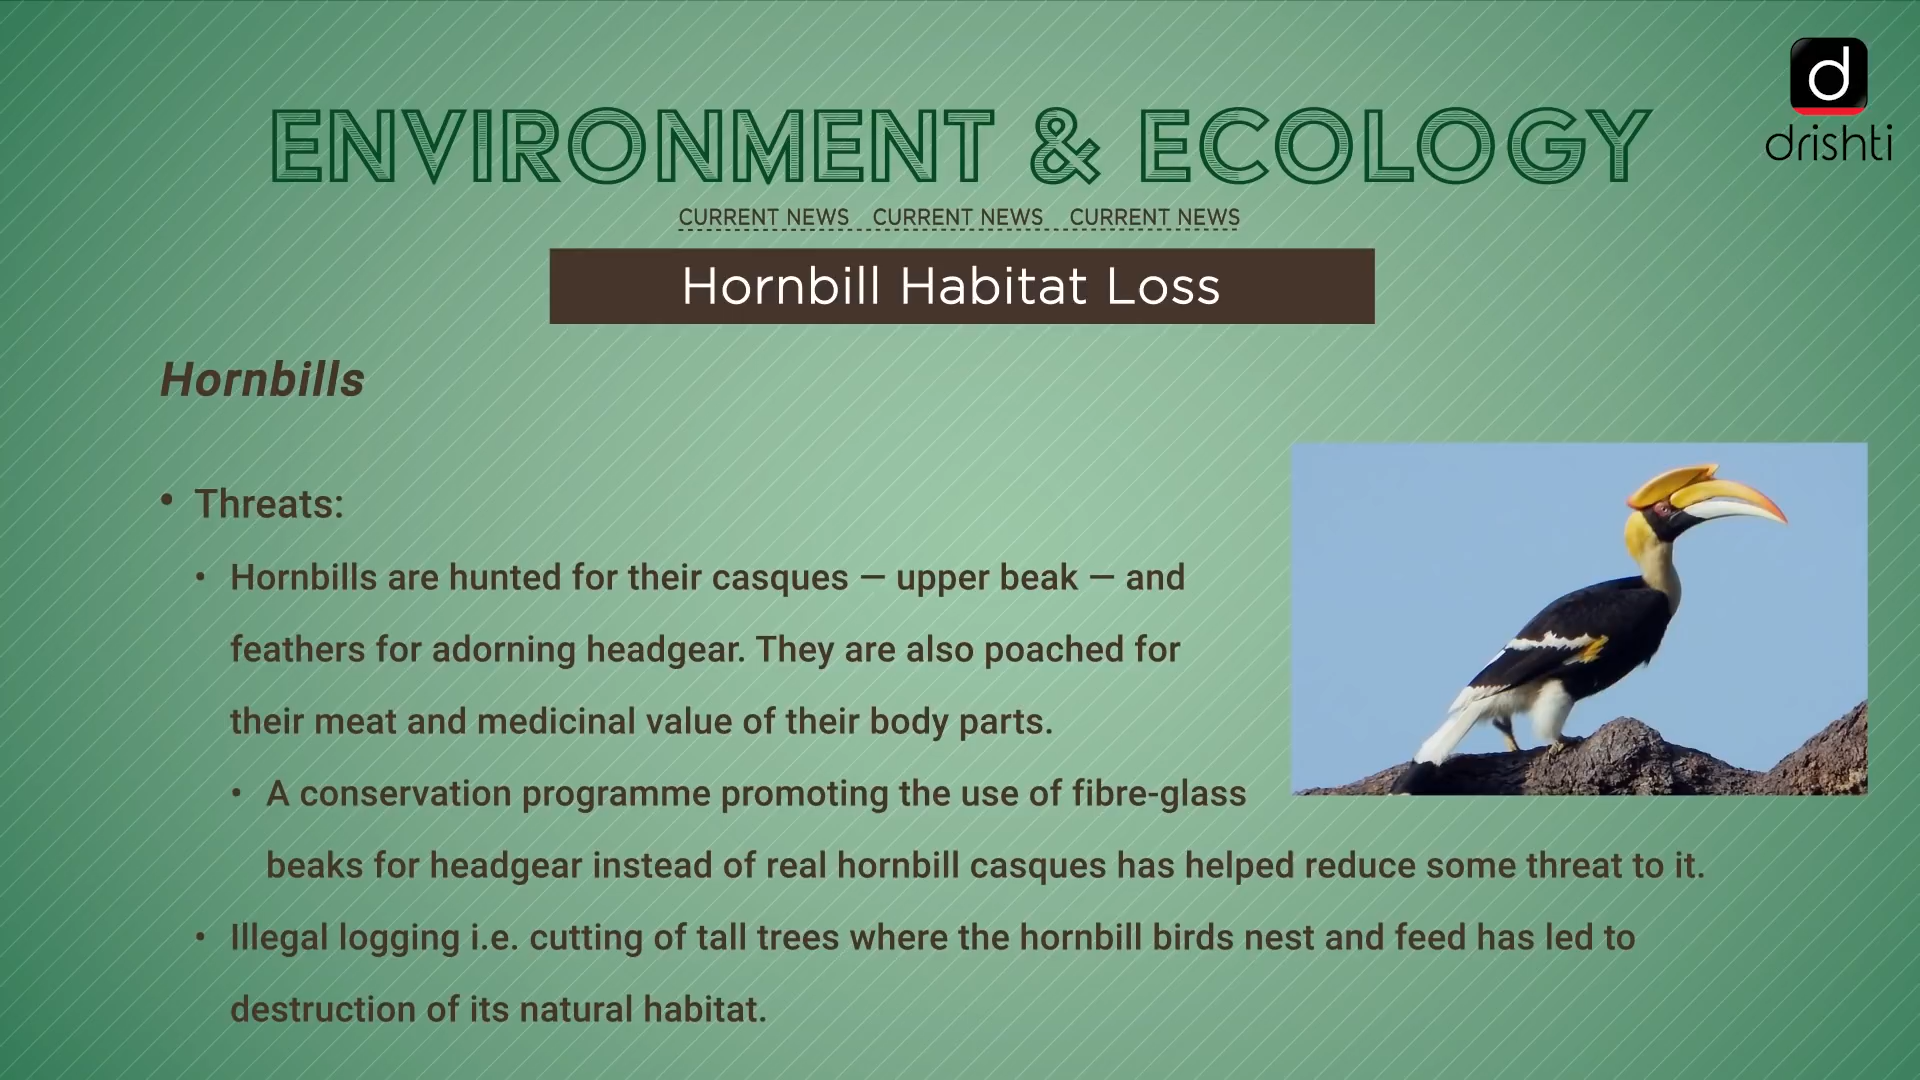 d
drishti
ENVIRONMENT & ECOLOGY
CURRENT NEWS CURRENT NEWS CURRENT NEWS
Hornbill Habitat Loss
Hornbills
• Threats:
• Hornbills are hunted for their casques — upper beak — and
feathers for adorning headgear. They are also poached for
their meat and medicinal value of their body parts.
• A conservation programme promoting the use of fibre-glass
beaks for headgear instead of real hornbill casques has helped reduce some threat to it.
• Illegal logging i.e. cutting of tall trees where the hornbill birds nest and feed has led to
destruction of its natural habitat.